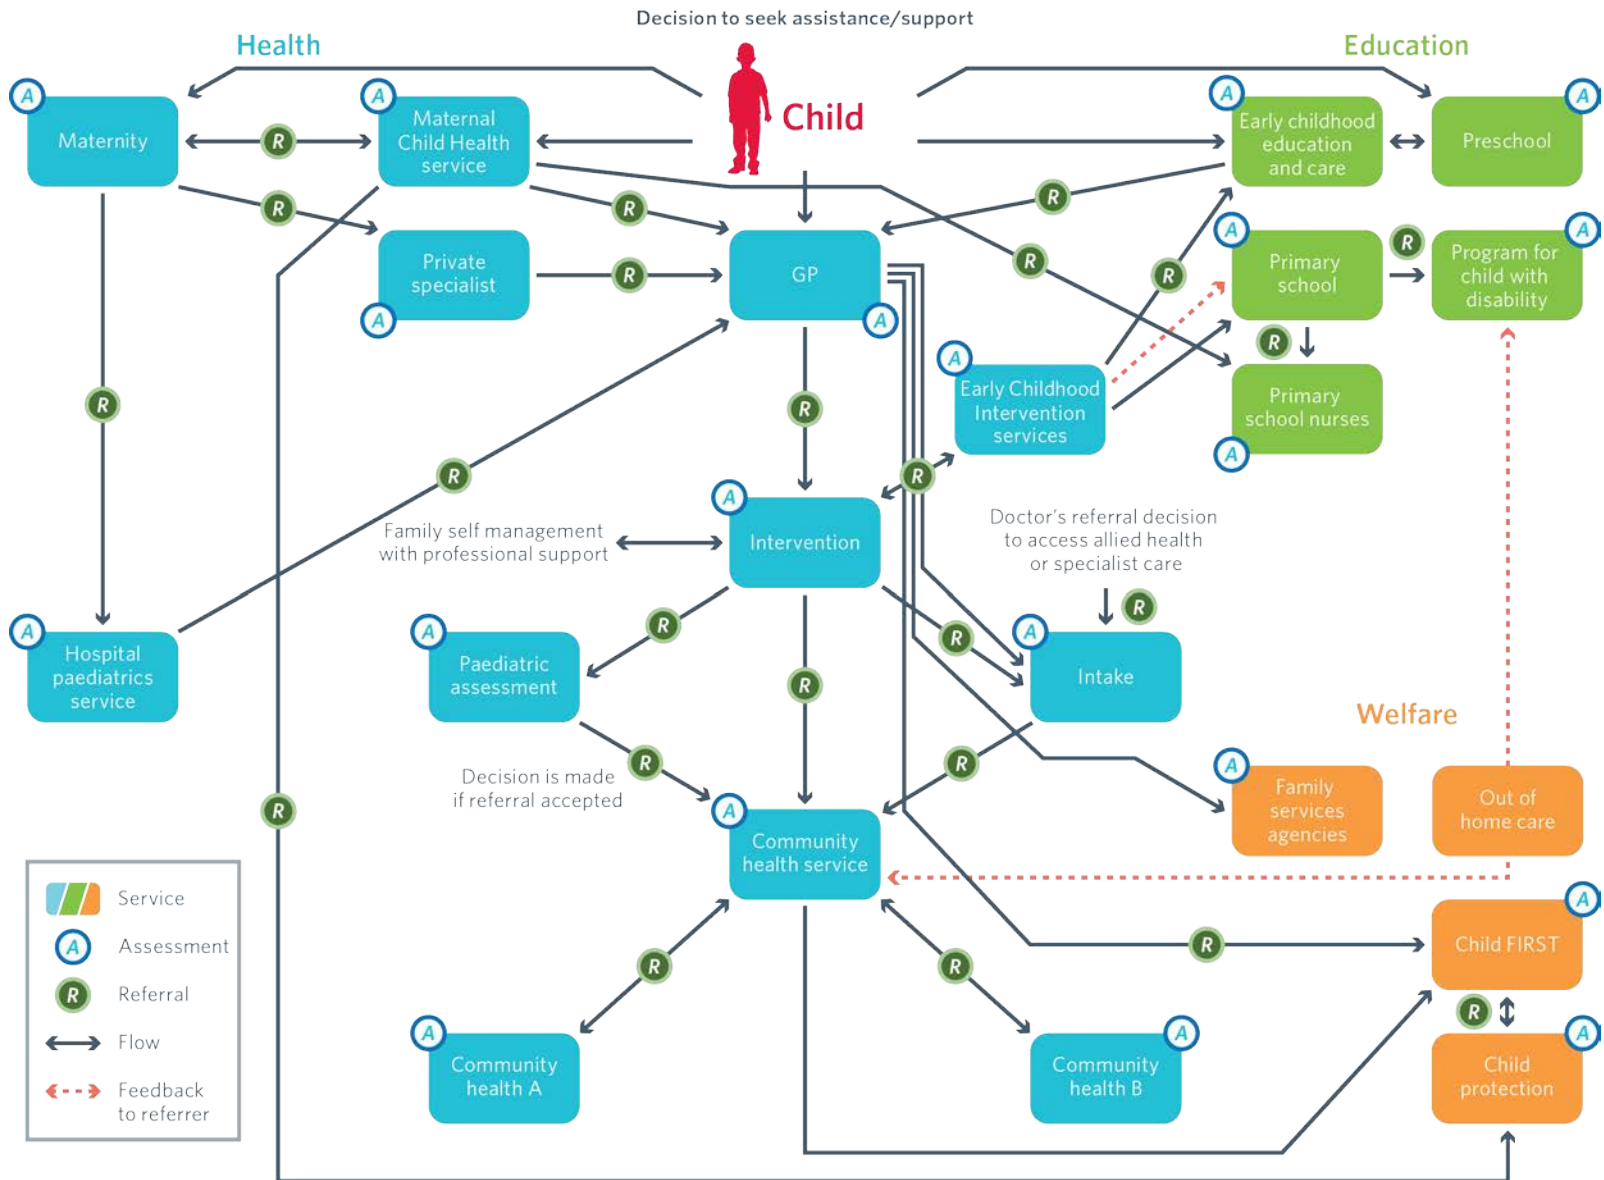 Decision to seek assistance/support
Health
Education
Child
A
Maternity
R
A
Maternal
Child Health
service
A
Early childhood
education
and care
A
Preschool
R
R
R
R
A
Private
specialist
R
GP
A
A
Primary
school
R
A
Program for
child with
disability
R
R
R
A
Early Childhood
Intervention
services
Primary
school nurses
A
R
R
R
R
A
Intervention
Family self management
with professional support
Doctor's referral decision
to access allied health
or specialist care
R
A
Hospital
paediatrics
service
A
Paediatric
assessment
R
R
R
A
Intake
R
R
Decision is made
if referral accepted
Welfare
A
Family
services
agencies
Out of
home care
R
A
Community
health service
Service
A
Assessment
R
Referral
Flow
Feedback
to referrer
R
R
R
A
Child FIRST
R
A
Community
health A
A
Community
health B
A
Child
protection